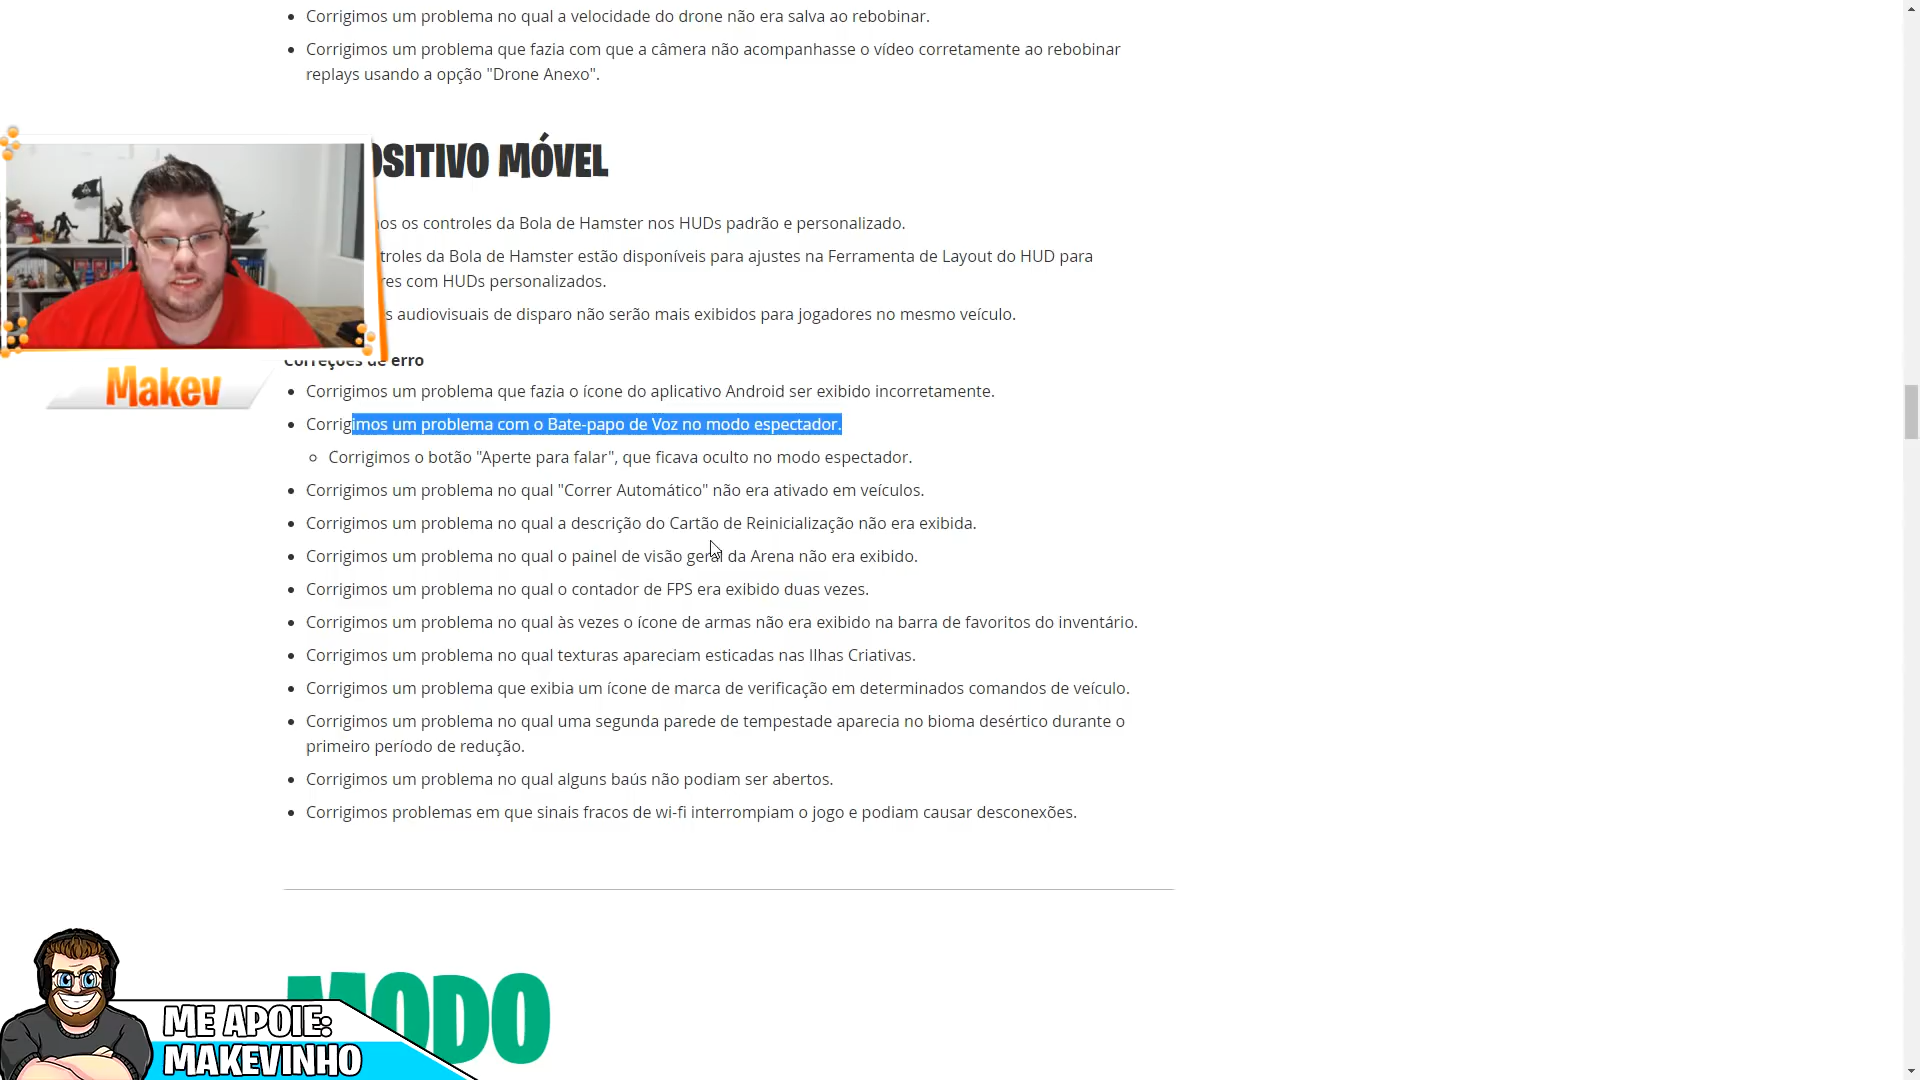 Corrigimos um problema no qual a velocidade do drone não era salva ao rebobinar.
Corrigimos um problema que fazia com que a câmera não acompanhasse o vídeo corretamente ao rebobinar
replays usando a opção "Drone Anexo".
OSITIVO MÓVEL
os os controles da Bola de Hamster nos HUDs padrão e personalizado.
troles da Bola de Hamster estão disponíveis para ajustes na Ferramenta de Layout do HUD para
res com HUDs personalizados.
s audiovisuais de disparo não serão mais exibidos para jogadores no mesmo veículo.
Correções de erro
Makev
Corrigimos um problema que fazia o ícone do aplicativo Android ser exibido incorretamente.
Corrigimos um problema com o Bate-papo de Voz no modo espectador.
Corrigimos o botão "Aperte para falar", que ficava oculto no modo espectador.
Corrigimos um problema no qual "Correr Automático" não era ativado em veículos.
Corrigimos um problema no qual a descrição do Cartão de Reinicialização não era exibida.
Corrigimos um problema no qual o painel de visão geral da Arena não era exibido.
Corrigimos um problema no qual o contador de FPS era exibido duas vezes.
Corrigimos um problema no qual às vezes o ícone de armas não era exibido na barra de favoritos do inventário.
Corrigimos um problema no qual texturas apareciam esticadas nas Ilhas Criativas.
Corrigimos um problema que exibia um ícone de marca de verificação em determinados comandos de veículo.
Corrigimos um problema no qual uma segunda parede de tempestade aparecia no bioma desértico durante o
primeiro período de redução.
Corrigimos um problema no qual alguns baús não podiam ser abertos.
Corrigimos problemas em que sinais fracos de wi-fi interrompiam o jogo e podiam causar desconexões.
MODO
ME APOIE:
MAKEVINHO